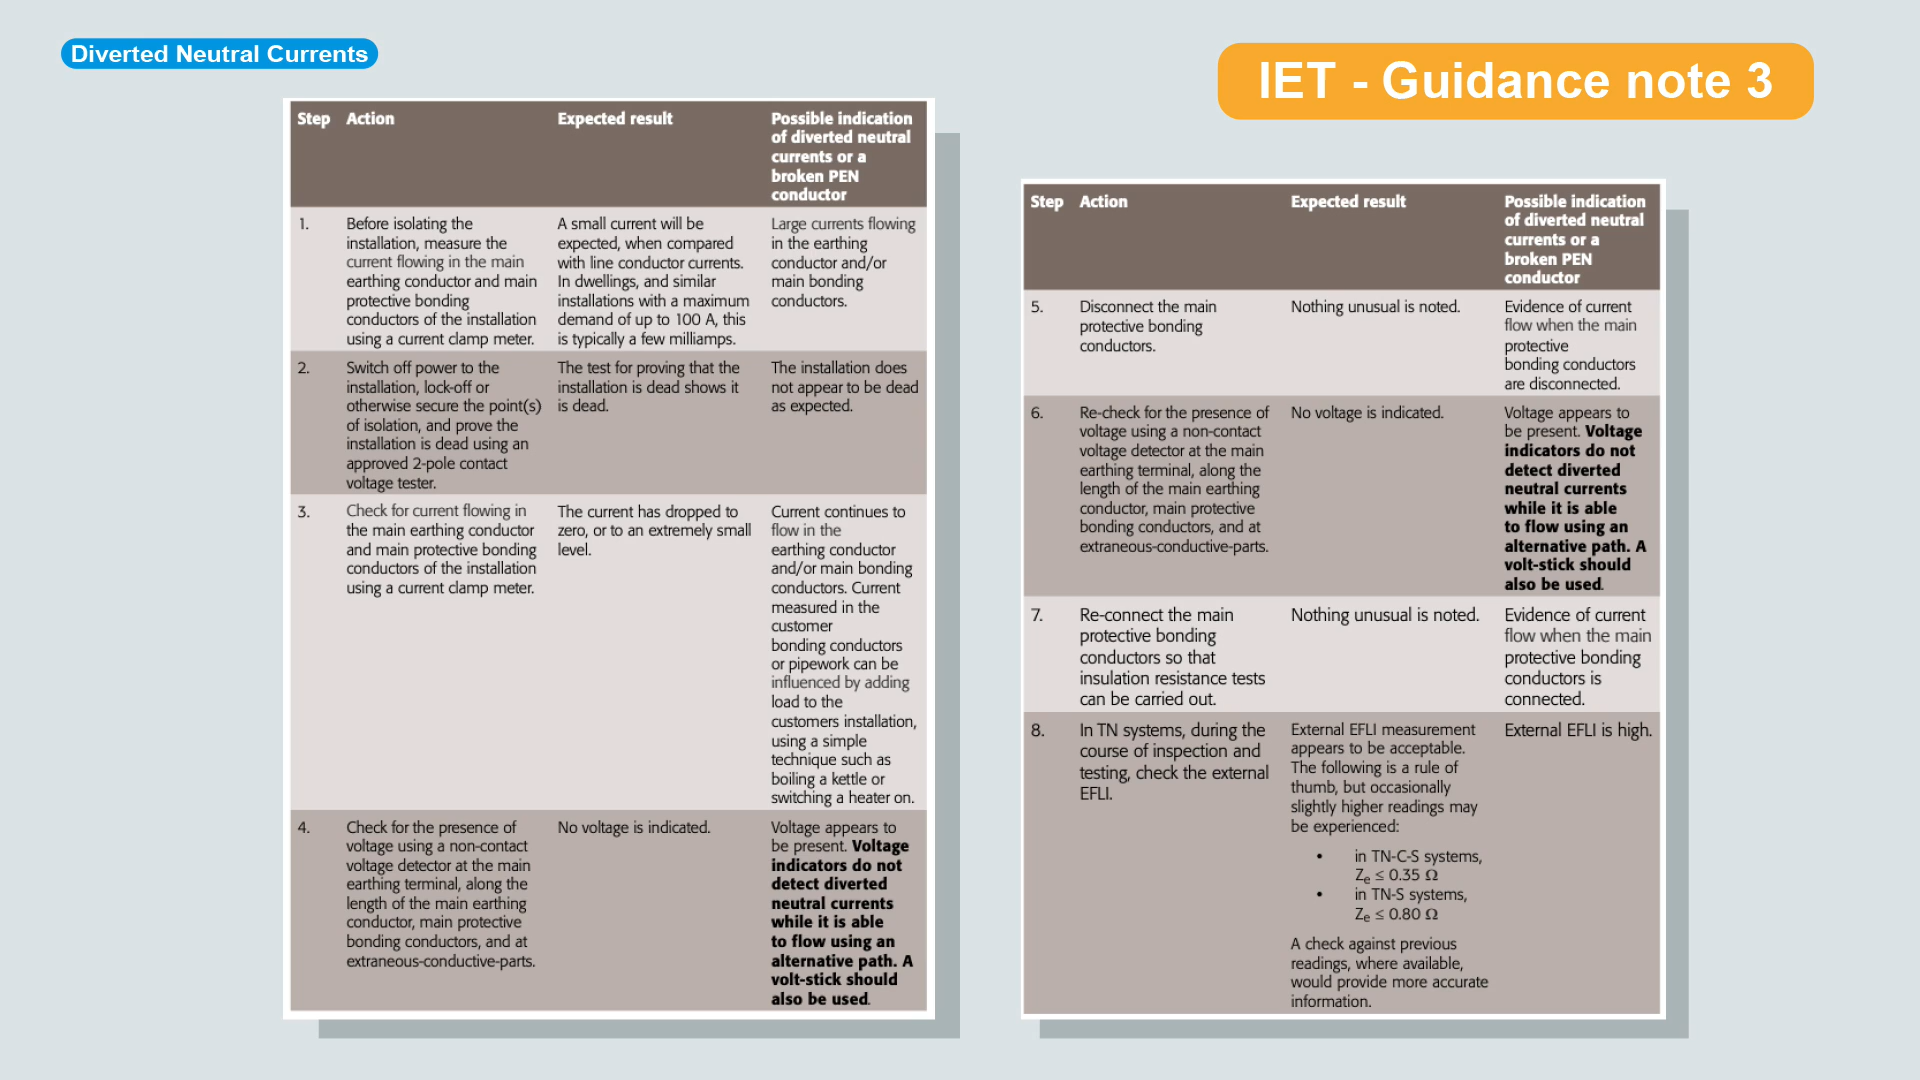 Diverted Neutral Currents
IET - Guidance note 3
Step Action Expected result Possible indication
of diverted neutral
currents or a
broken PEN
conductor
1. Before isolating the
installation, measure the
current flowing in the main
earthing conductor and main
protective bonding
conductors of the installation
using a current clamp meter.
A small current will be
expected, when compared
with line conductor currents.
In dwellings, and similar
installations with a maximum
demand of up to 100 A, this
is typically a few milliamps.
Large currents flowing
in the earthing
conductor and/or
main bonding
conductors.
2. Switch off power to the
installation, lock-off or
otherwise secure the point(s)
of isolation, and prove the
installation is dead using an
approved 2-pole contact
voltage tester.
The test for proving that the
installation is dead shows it
is dead.
The installation does
not appear to be dead
as expected.
3. Check for current flowing in
the main earthing conductor
and main protective bonding
conductors of the installation
using a current clamp meter.
The current has dropped to
zero, or to an extremely small
level.
Current continues to
flow in the
earthing conductor
and/or main bonding
conductors. Current
measured in the
customer
bonding conductors
or pipework can be
influenced by adding
load to the
customers installation,
using a simple
technique such as
boiling a kettle or
switching a heater on.
4. Check for the presence of
voltage using a non-contact
voltage detector at the main
earthing terminal, along the
length of the main earthing
conductor, main protective
bonding conductors, and at
extraneous-conductive-parts.
No voltage is indicated.
Voltage appears to
be present. Voltage
indicators do not
detect diverted
neutral currents
while it is able
to flow using an
alternative path. A
volt-stick should
also be used.
Step Action Expected result Possible indication
of diverted neutral
currents or a
broken PEN
conductor
5. Disconnect the main
protective bonding
conductors.
Nothing unusual is noted.
Evidence of current
flow when the main
protective
bonding conductors
are disconnected.
6. Re-check for the presence of
voltage using a non-contact
voltage detector at the main
earthing terminal, along the
length of the main earthing
conductor, main protective
bonding conductors, and at
extraneous-conductive-parts.
No voltage is indicated.
Voltage appears to
be present. Voltage
indicators do not
detect diverted
neutral currents
while it is able
to flow using an
alternative path. A
volt-stick should
also be used.
7. Re-connect the main
protective bonding
conductors so that
insulation resistance tests
can be carried out.
Nothing unusual is noted.
Evidence of current
flow when the main
protective bonding
conductors is
connected.
8. In TN systems, during the
course of inspection and
testing, check the external
EFLI.
External EFLI measurement
appears to be acceptable.
The following is a rule of
thumb, but occasionally
slightly higher readings may
be experienced:
• in TN-C-S systems,
Ze ≤ 0.35 Ω
• in TN-S systems,
Ze ≤ 0.80 Ω
A check against previous
readings, where available,
would provide more accurate
information.
External EFLI is high.